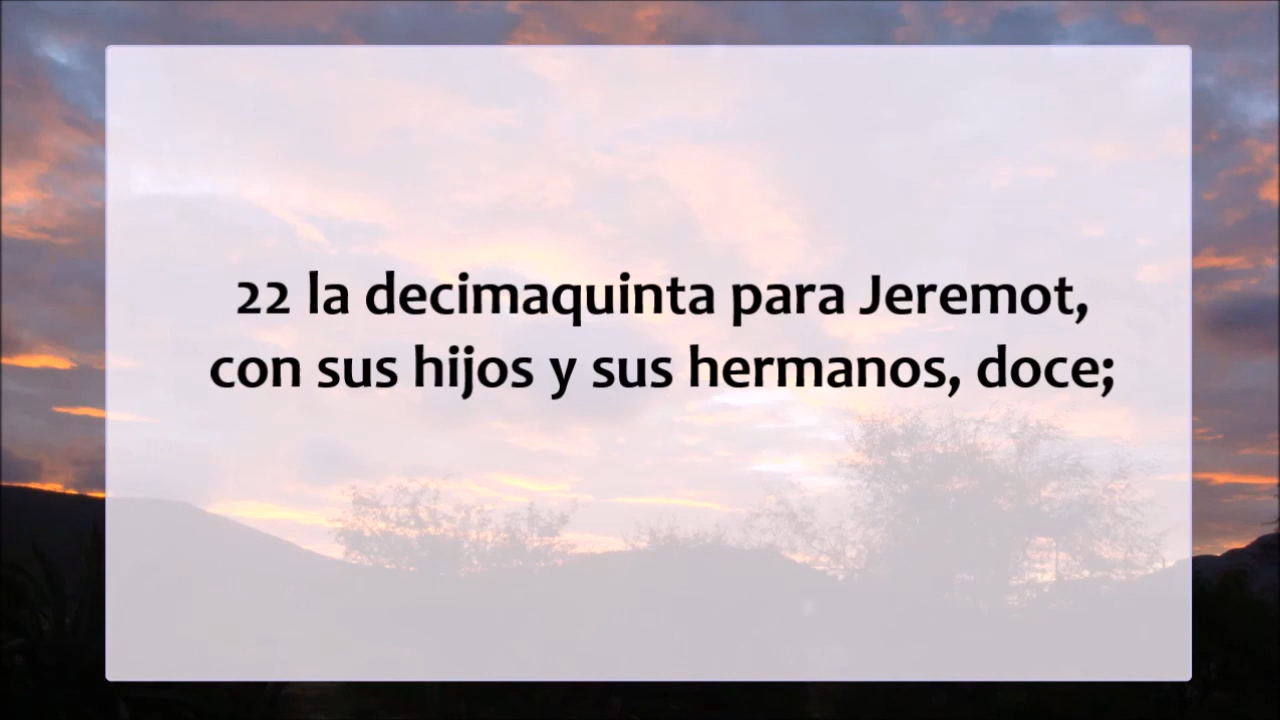 22 la decimaquinta para Jeremot,
con sus hijos y sus hermanos, doce;